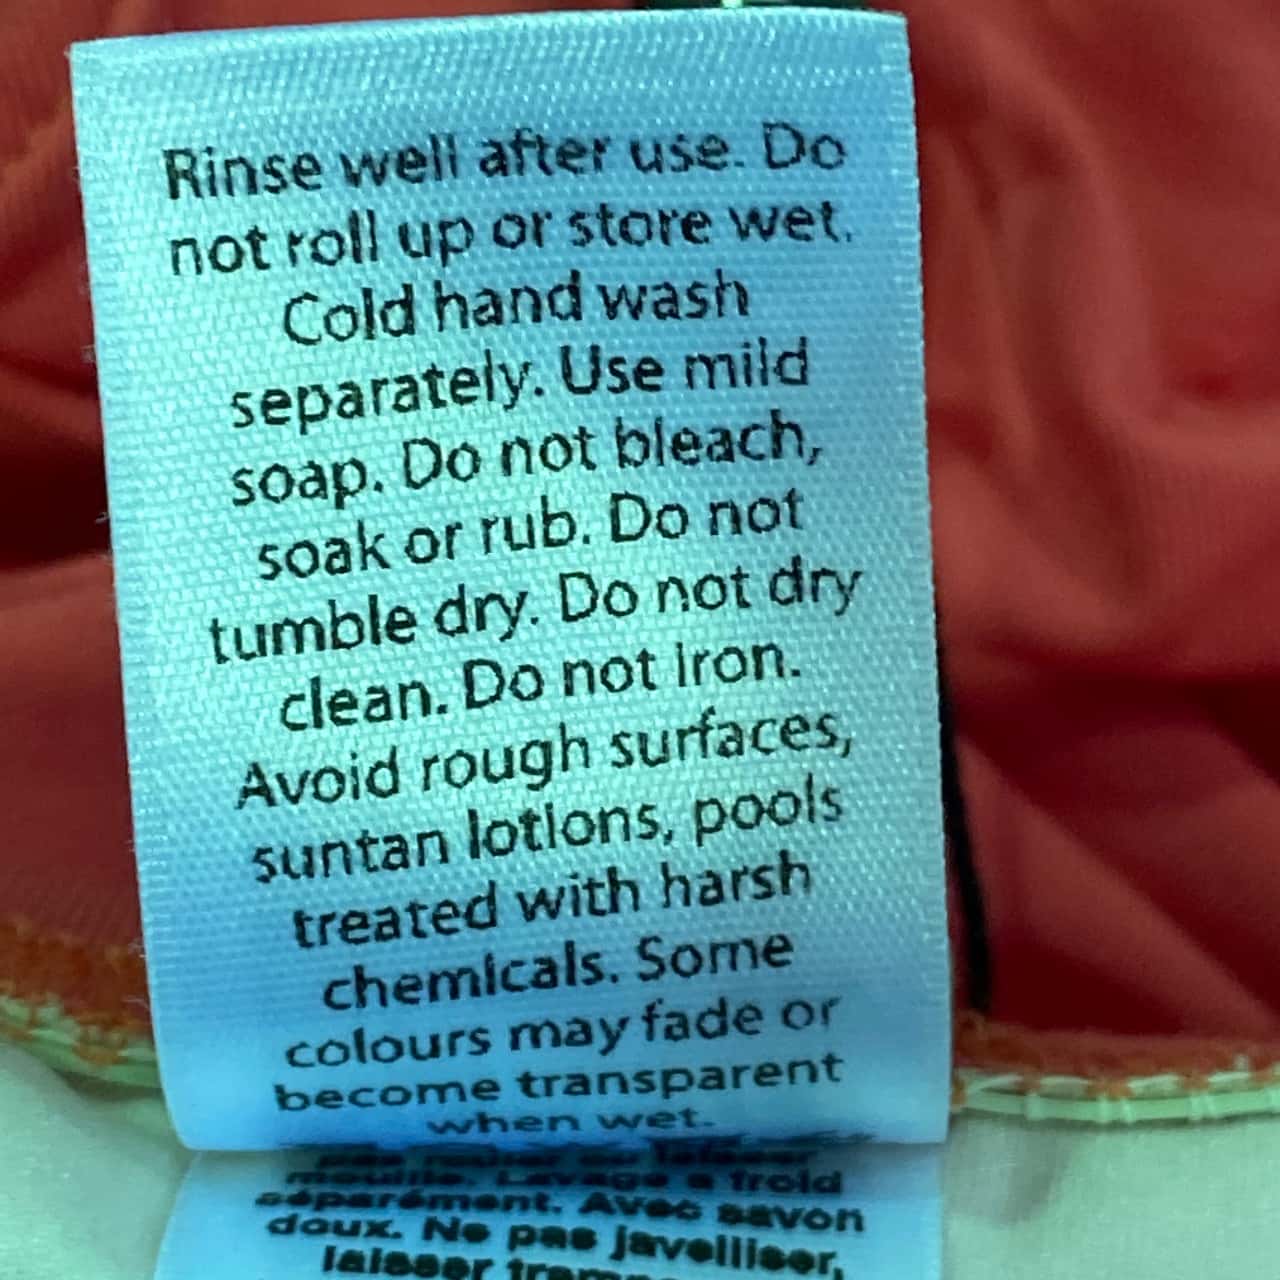 Rinse well after use. Do
not roll up or store wet.
Cold hand wash
separately. Use mild
soap. Do not bleach,
soak or rub. Do not
tumble dry. Do not dry
clean. Do not iron.
Avoid rough surfaces,
suntan lotions, pools
treated with harsh
chemicals. Some
colours may fade or
become transparent
when wet.
laisser
mouillé. Lavage à froid
séparément. Avec savon
doux. Ne pas javelliser,
laisser